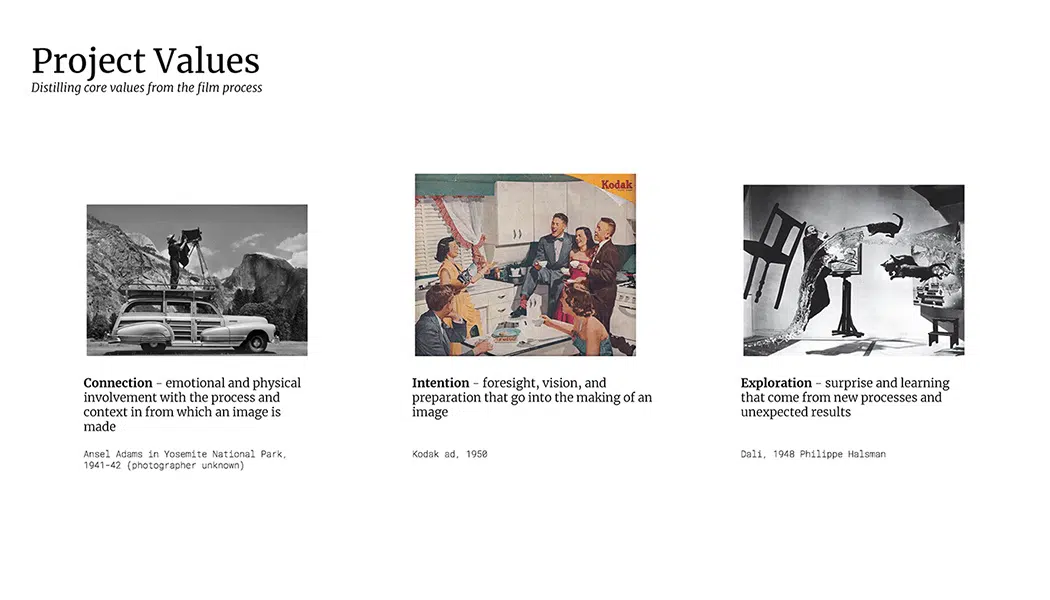 Project Values
Distilling core values from the film process
Kodak
Connection – emotional and physical
involvement with the process and
context in from which an image is
made
Ansel Adams in Yosemite National Park,
1941-42 (photographer unknown)
Intention – foresight, vision, and
preparation that go into the making of an
image
Kodak ad, 1950
Exploration – surprise and learning
that come from new processes and
unexpected results
Dali, 1948 Philippe Halsman